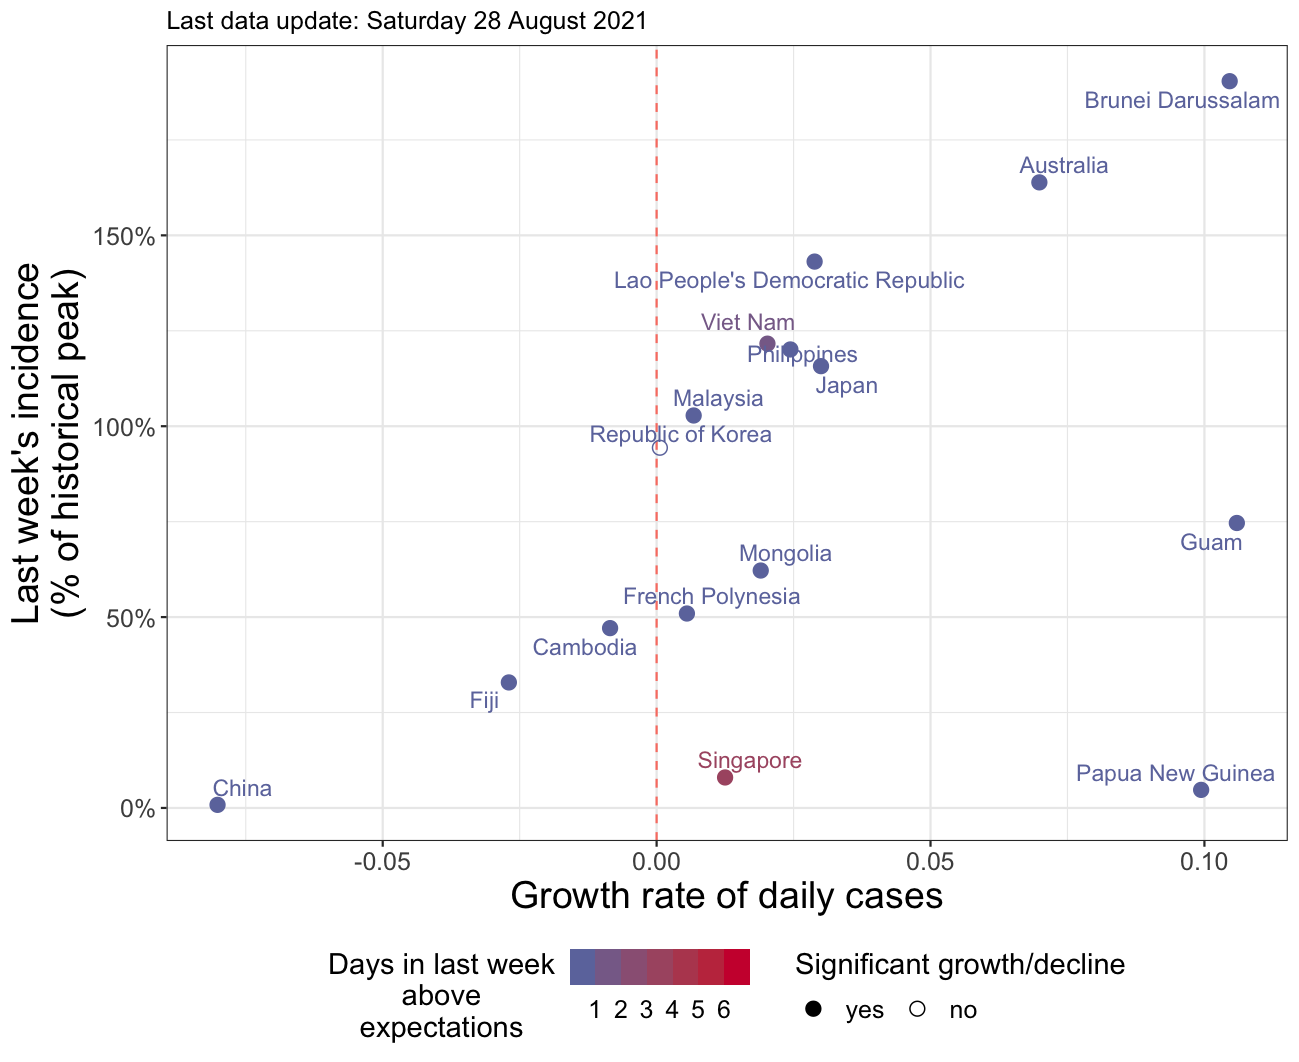 Last data update: Saturday 28 August 2021
Brunei Darussalam
Australia
150%
Lao People's Democratic Republic
Viet Nam
Philippines
Japan
Malaysia
100%
Republic of Korea
Guam
Mongolia
French Polynesia
50%
Cambodia
Fiji
Singapore
Papua New Guinea
China
0%
Last week's incidence
(% of historical peak)
-0.05 0.00 0.05 0.10
Growth rate of daily cases
Days in last week
above
expectations
1 2 3 4 5 6
Significant growth/decline
yes no